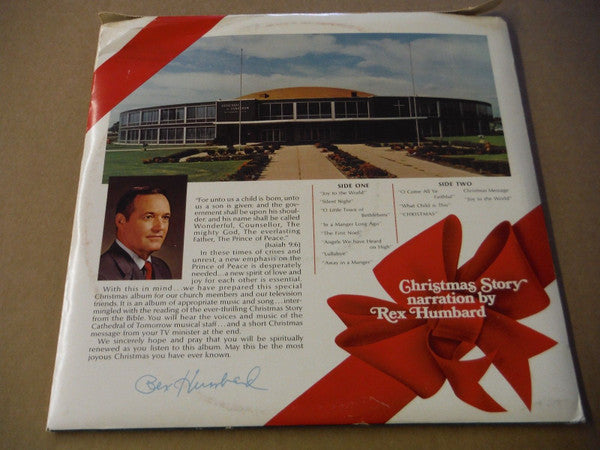 SIDE ONE
"Joy to the World"
"Silent Night"
"O Little Town of
Bethlehem"
"In a Manger Long Ago"
"The First Noel"
"Angels We Have Heard
on High"
"Lullabye"
"Away in a Manger"
SIDE TWO
"O Come All Ye
Faithful"
"What Child is This"
"CHRISTMAS"
Christmas Message
"Joy to the World"
"For unto us a child is born, unto
us a son is given: and the gov-
ernment shall be upon his shoul-
der: and his name shall be called
Wonderful, Counsellor, The
mighty God, The everlasting
Father, The Prince of Peace."
(Isaiah 9:6)
In these times of crises and
unrest, a new emphasis on the
Prince of Peace is desperately
needed...a new spirit of love and
joy for each other is essential.
With this in mind...we have prepared this special
Christmas album for our church members and our television
friends. It is an album of appropriate music and song...inter-
mingled with the reading of the ever-thrilling Christmas Story
from the Bible. You will hear the voices and music of the
Cathedral of Tomorrow musical staff... and a short Christmas
message from your TV minister at the end.
We sincerely hope and pray that you will be spiritually
renewed as you listen to this album. May this be the most
joyous Christmas you have ever known.
Rex Humbard
Christmas Story
narration by
Rex Humbard